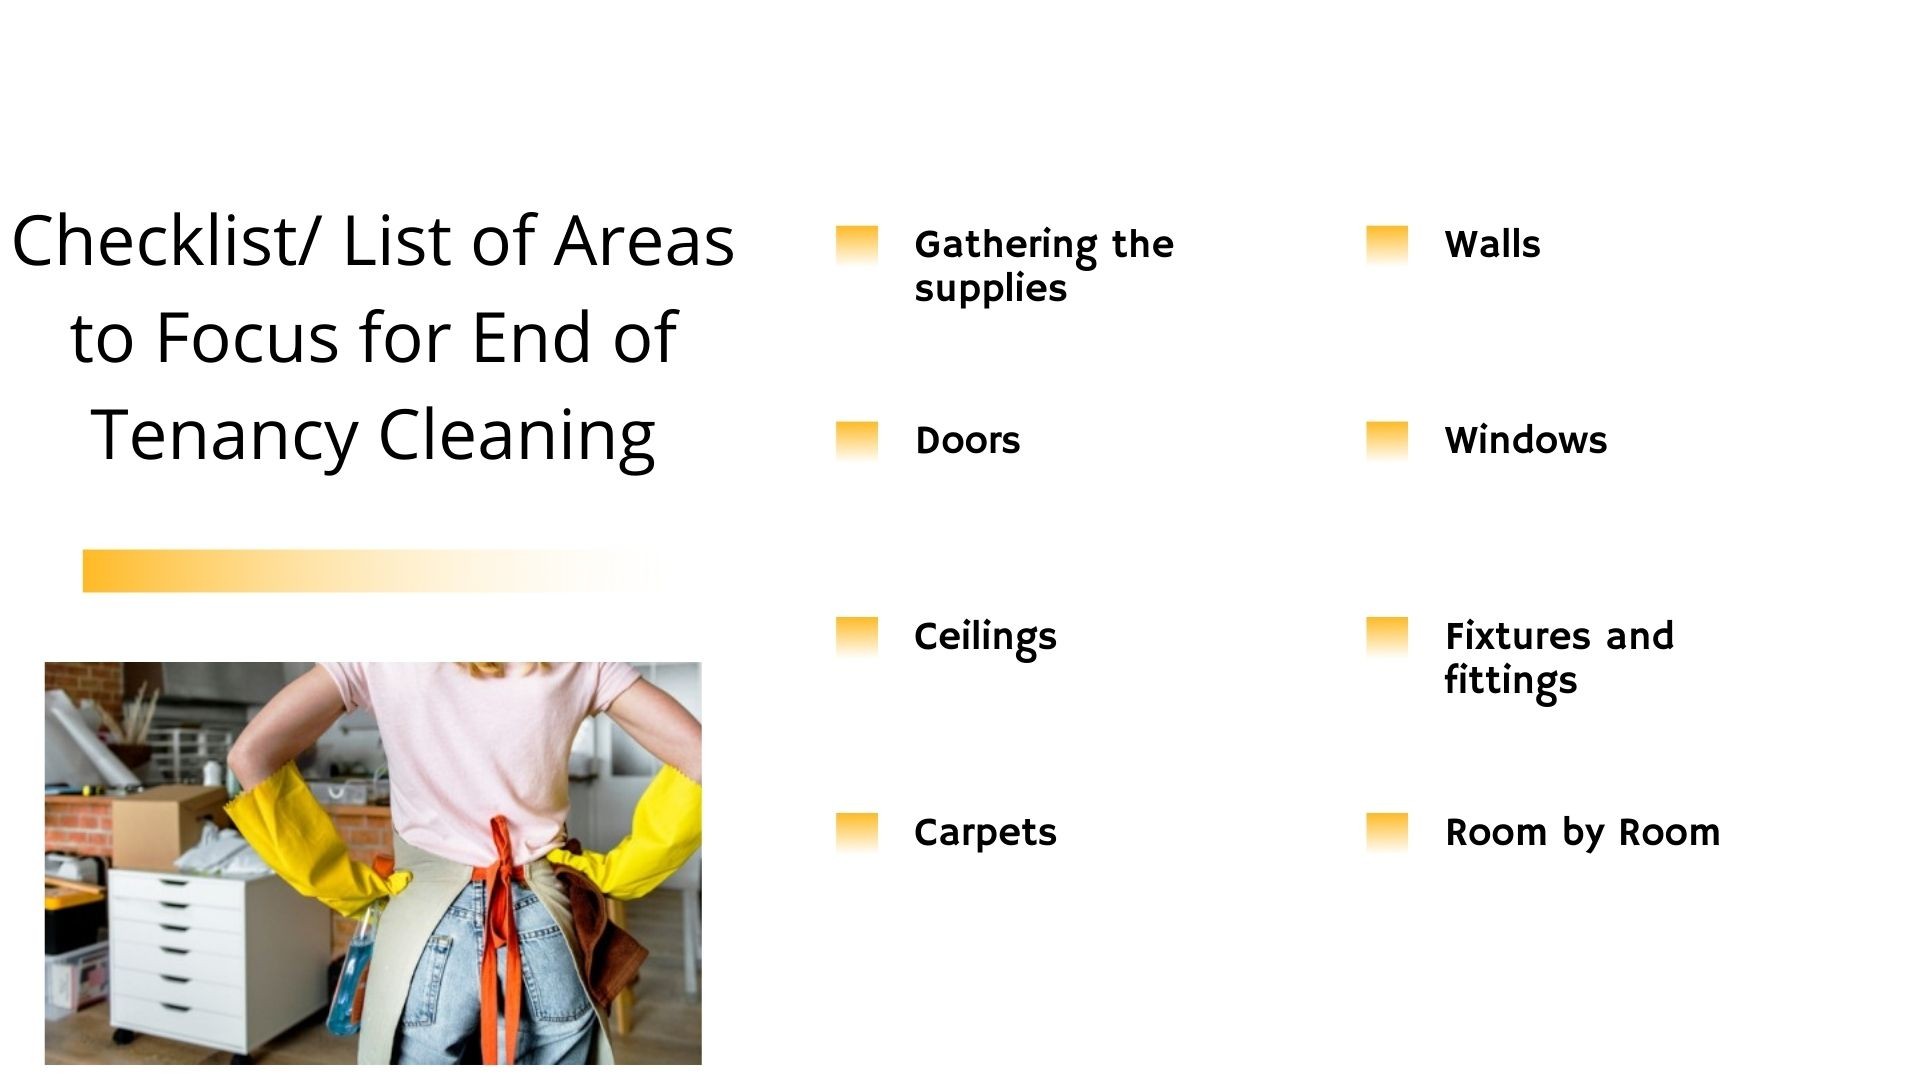 Checklist/ List of Areas
to Focus for End of
Tenancy Cleaning
Gathering the
supplies
Walls
Doors
Windows
Ceilings
Fixtures and
fittings
Carpets
Room by Room